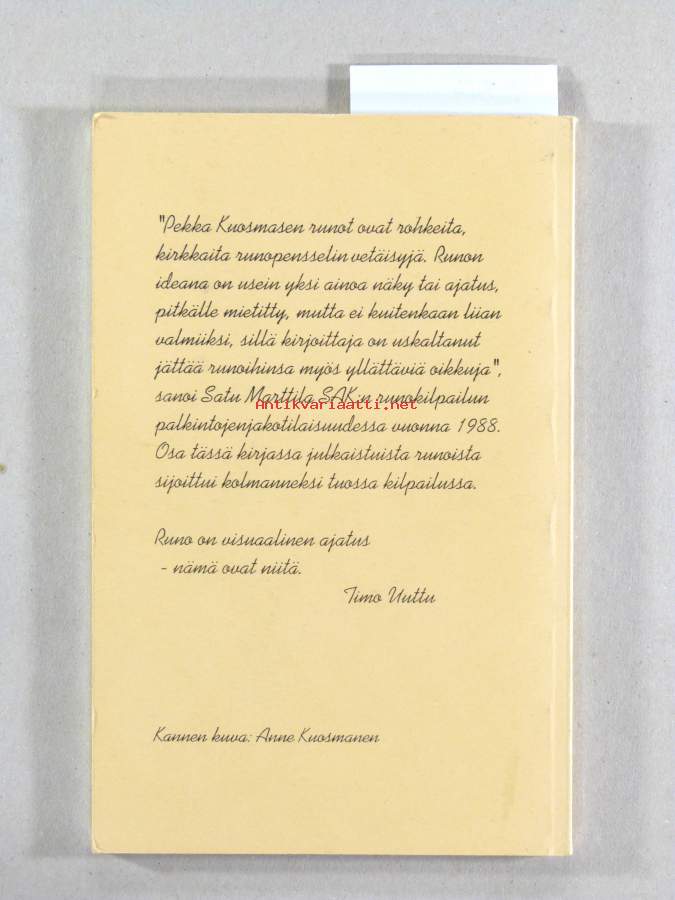 "Pekka Kuosmasen runot ovat rohkeita,
kirkkaita runopensselin vetäisyjä. Runon
ideana on usein yksi ainoa näky tai ajatus,
pitkälle mietitty, mutta ei kuitenkaan liian
valmiiksi, sillä kirjoittaja on uskaltanut
jättää runoihinsa myös yllättäviä oikkuja",
sanoi Satu Marttila SAK:n runokilpailun
Antikvariaatti.net
palkintojenjakotilaisuudessa vuonna 1988.
Osa tässä kirjassa julkaistuista runoista
sijoittui kolmanneksi tuossa kilpailussa.
Runo on visuaalinen ajatus
- nämä ovat niitä.
Timo Uuttu
Kannen kuva: Anne Kuosmanen